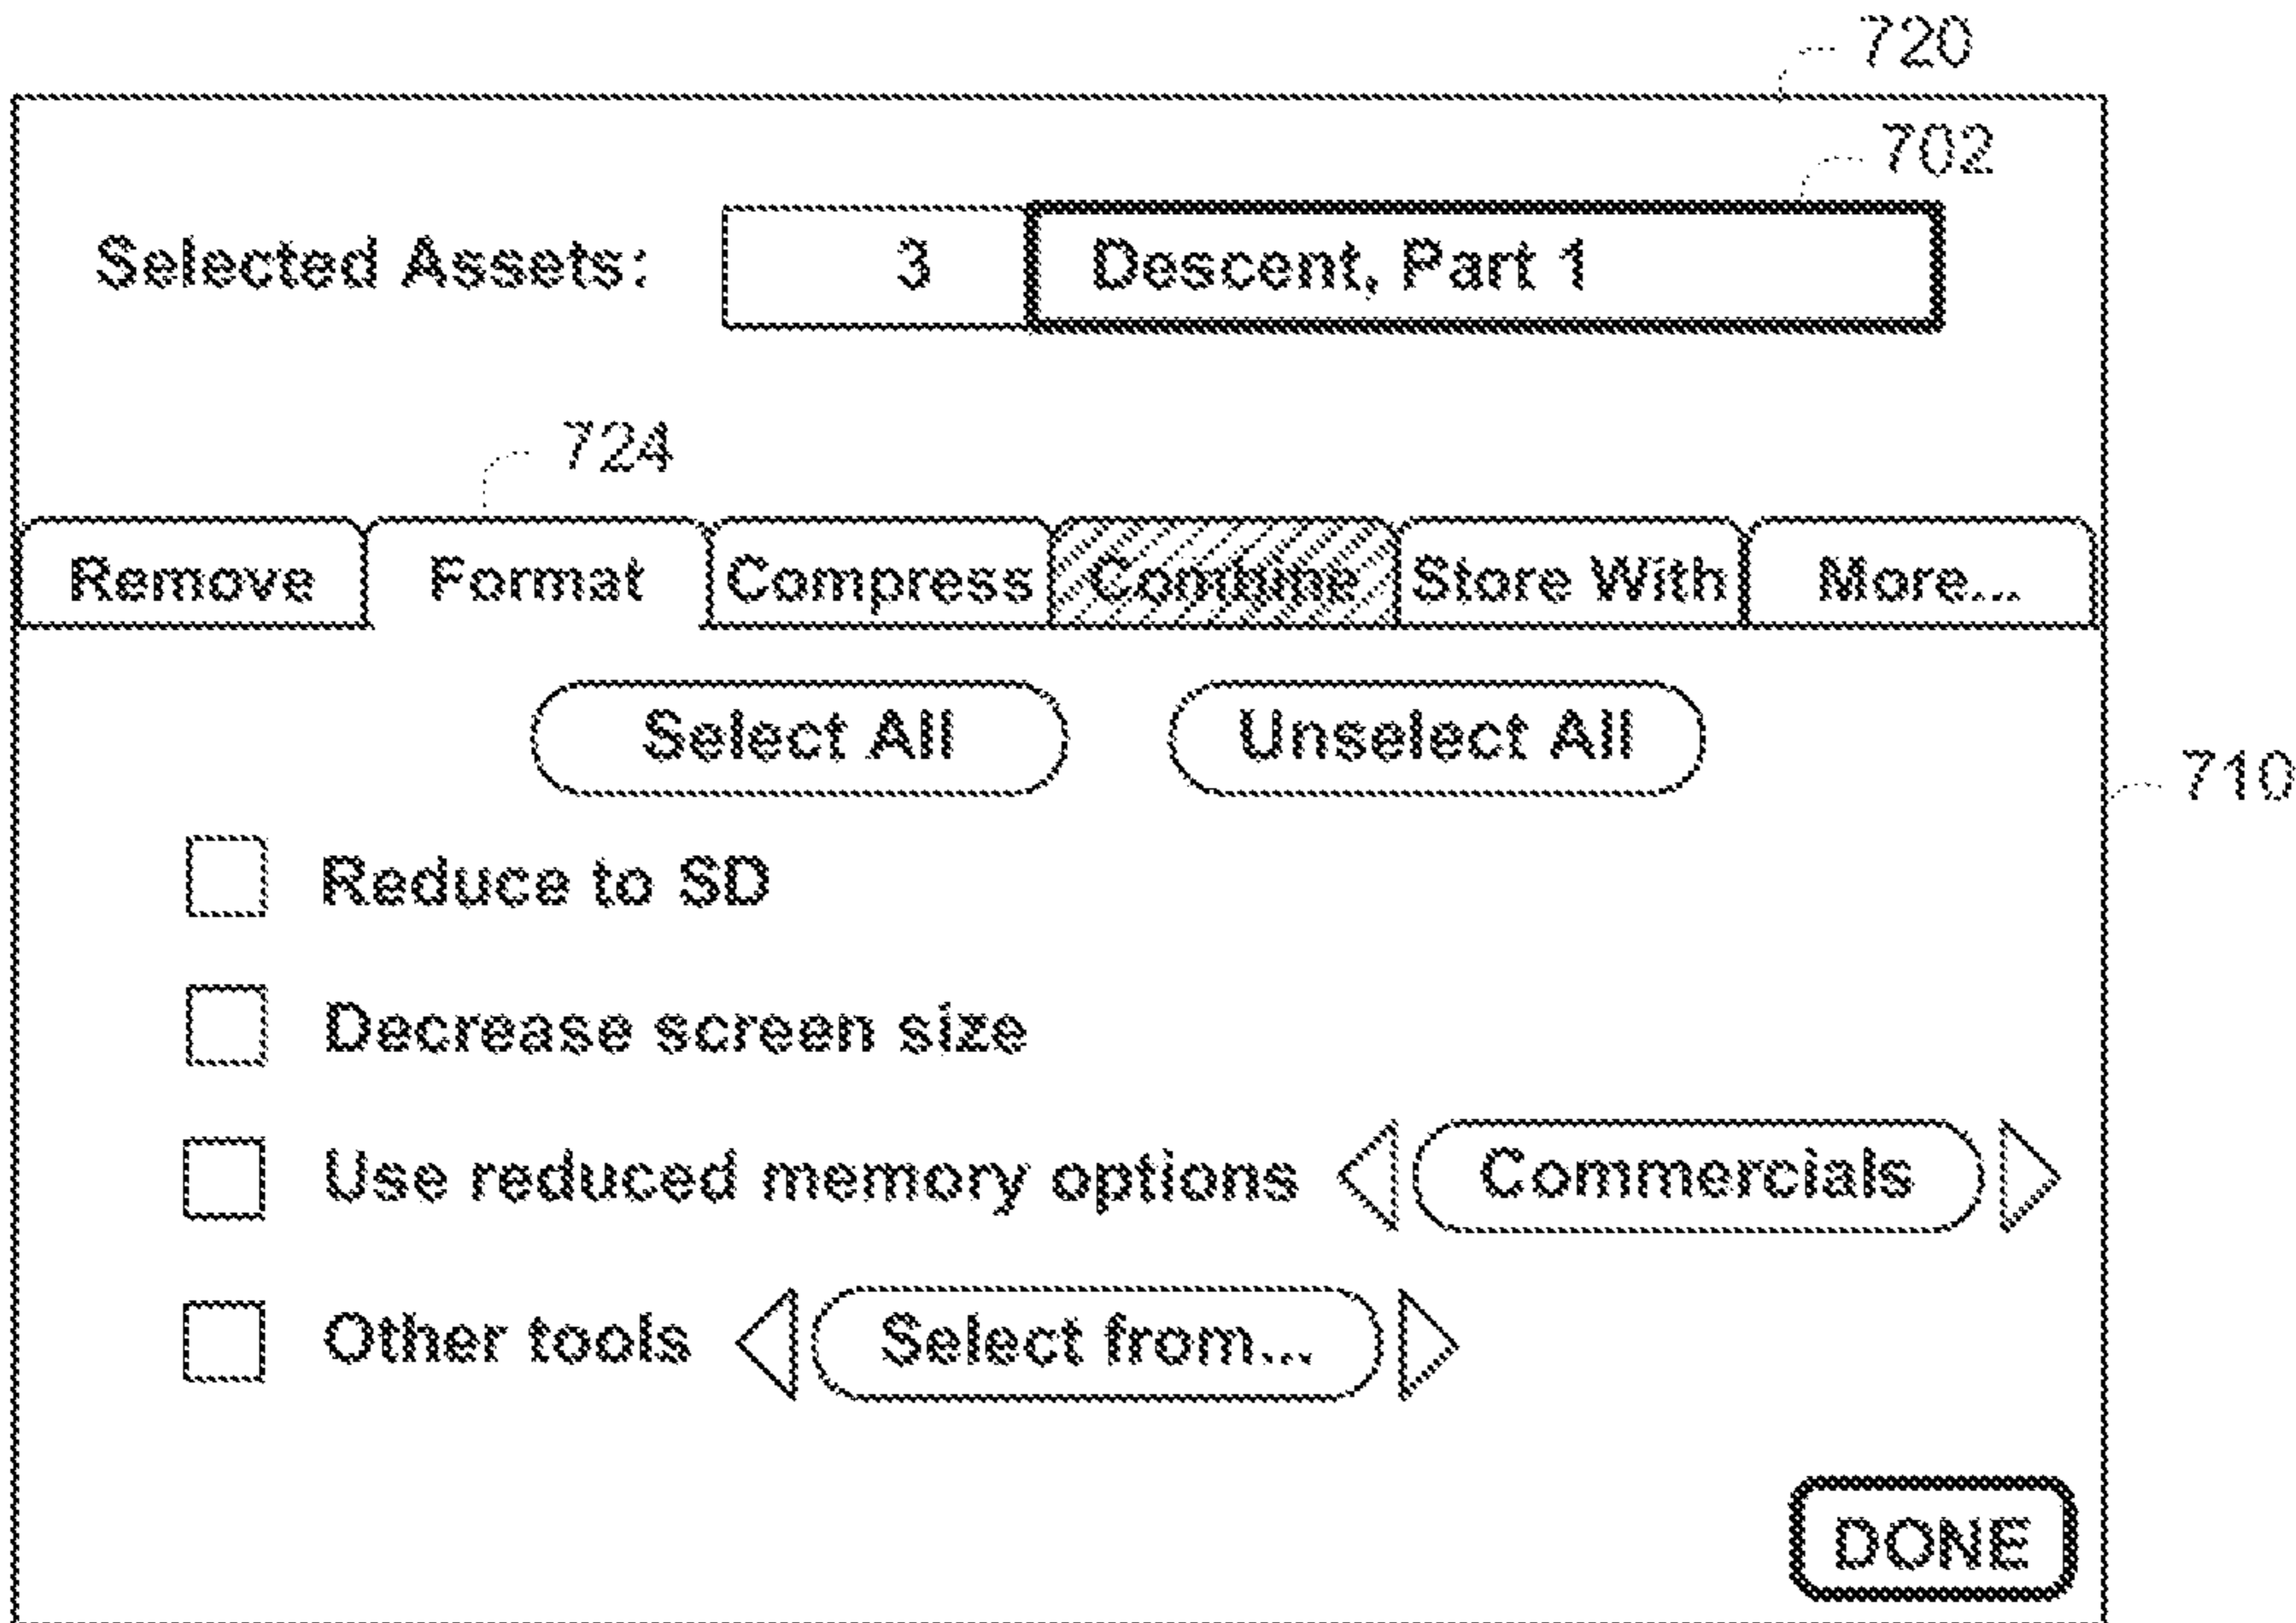 720
702
Selected Assets: 3 Descent, Part 1
724
Remove Format Compress Combine Store With More...
Select All Unselect All
710
Reduce to SD
Decrease screen size
Use reduced memory options Commercials
Other tools Select from...
DONE